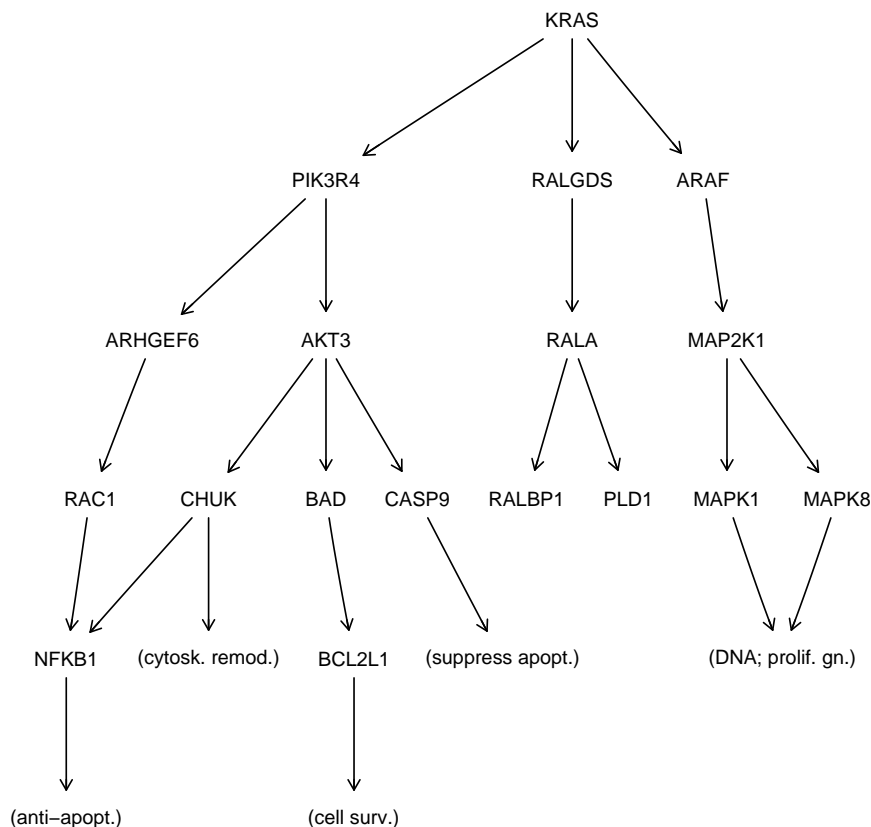 KRAS
PIK3R4 RALGDS ARAF
ARHGEF6 AKT3 RALA MAP2K1
RAC1 CHUK BAD CASP9 RALBP1 PLD1 MAPK1 MAPK8
NFKB1 (cytosk. remod.) BCL2L1 (suppress apopt.) (DNA; prolif. gn.)
(anti−apopt.) (cell surv.)